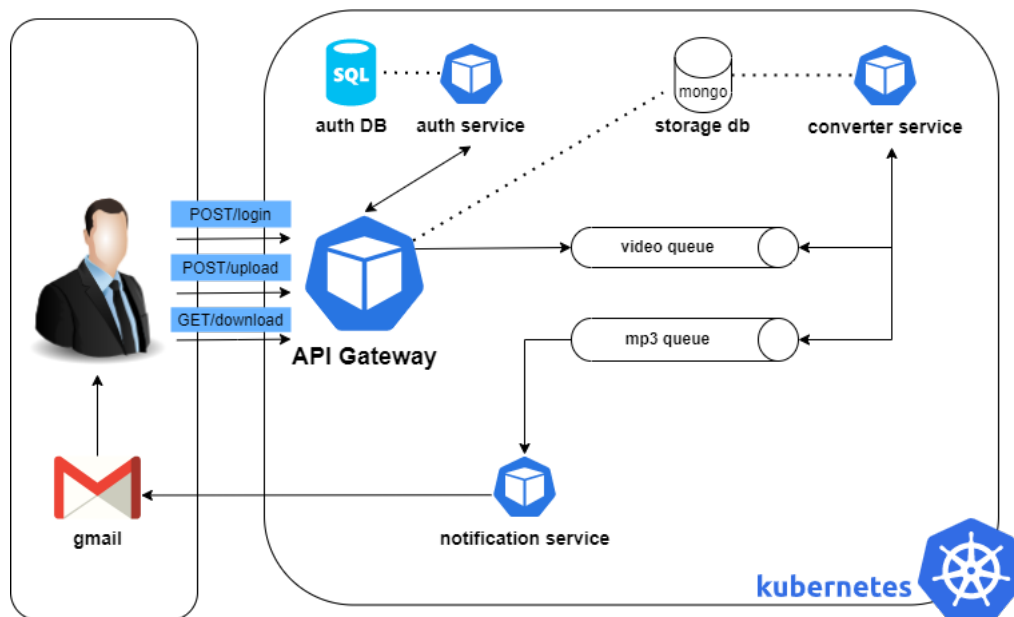 SQL
auth DB
auth service
mongo
storage db
converter service
POST/login
POST/upload
GET/download
API Gateway
video queue
mp3 queue
gmail
notification service
kubernetes